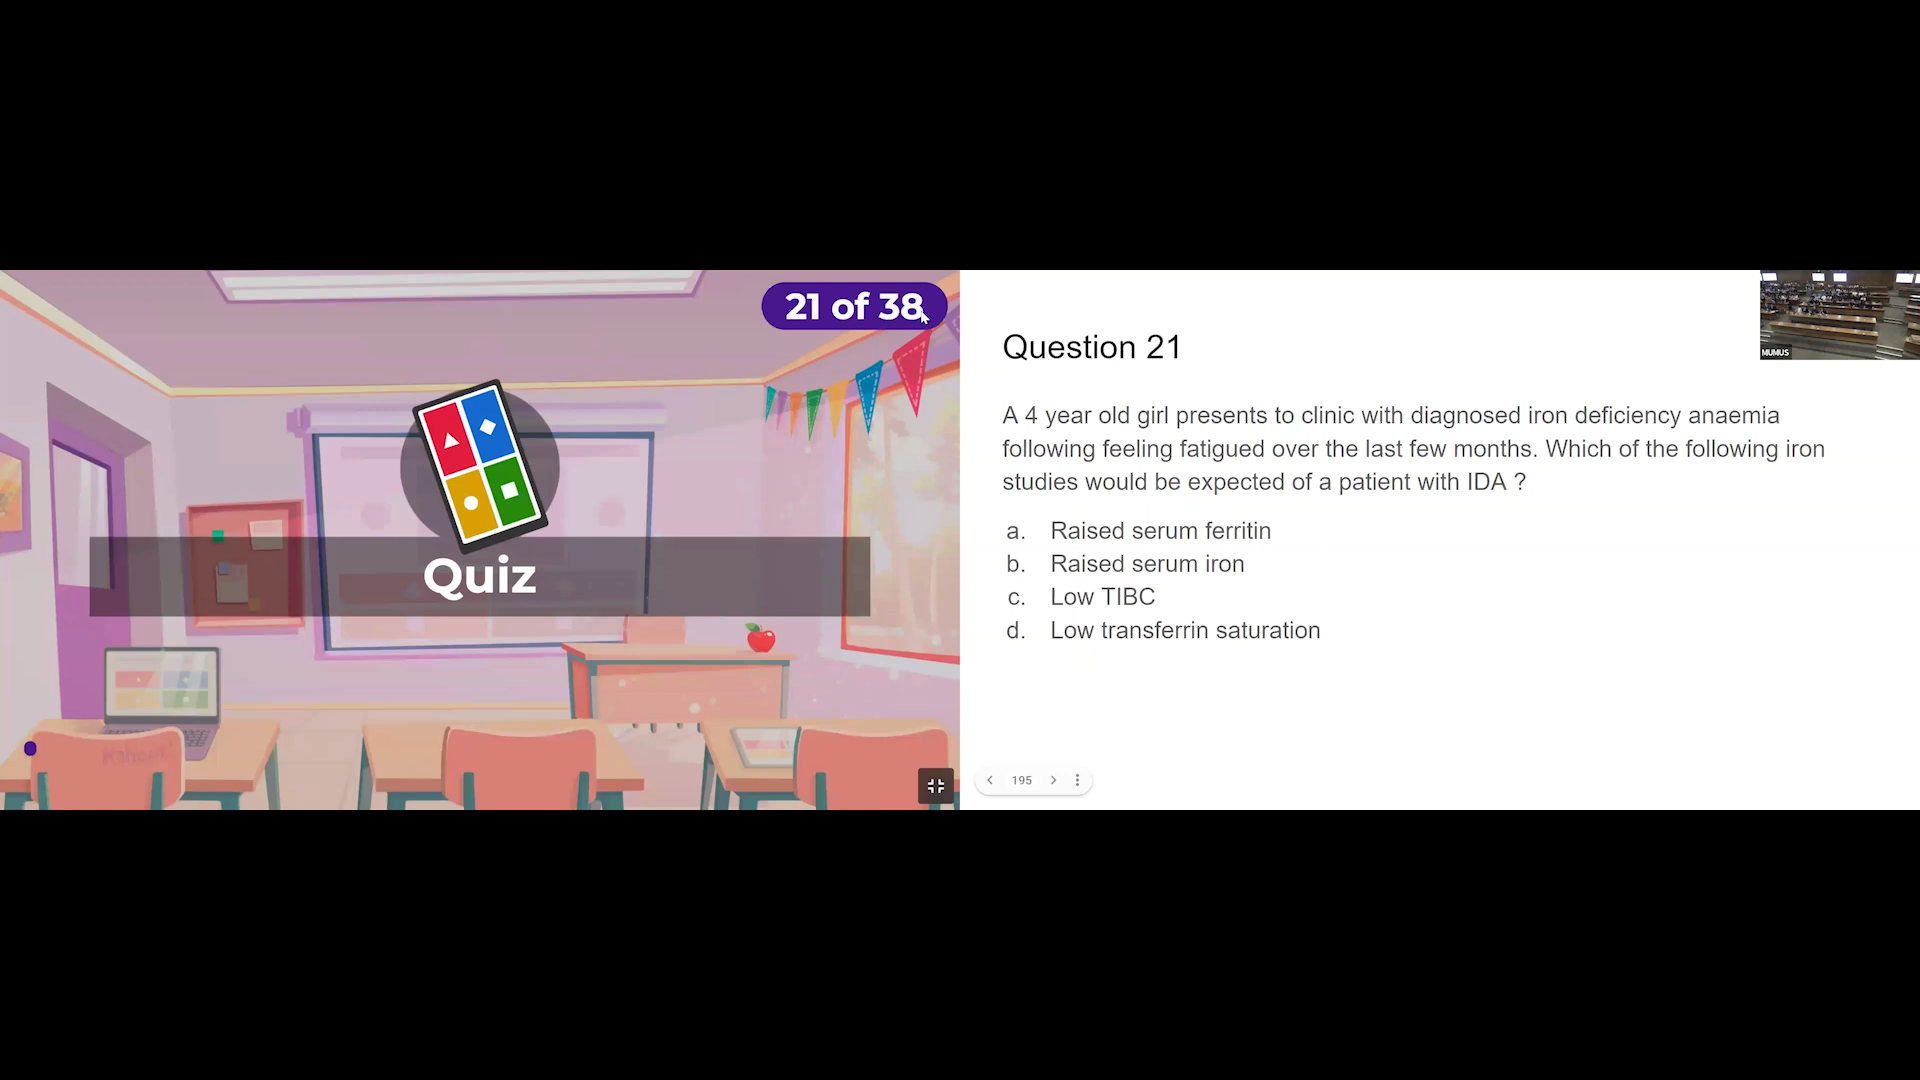 21 of 38
Quiz
Kahoot!
Question 21
MUMUS
A 4 year old girl presents to clinic with diagnosed iron deficiency anaemia
following feeling fatigued over the last few months. Which of the following iron
studies would be expected of a patient with IDA ?
a. Raised serum ferritin
b. Raised serum iron
c. Low TIBC
d. Low transferrin saturation
195